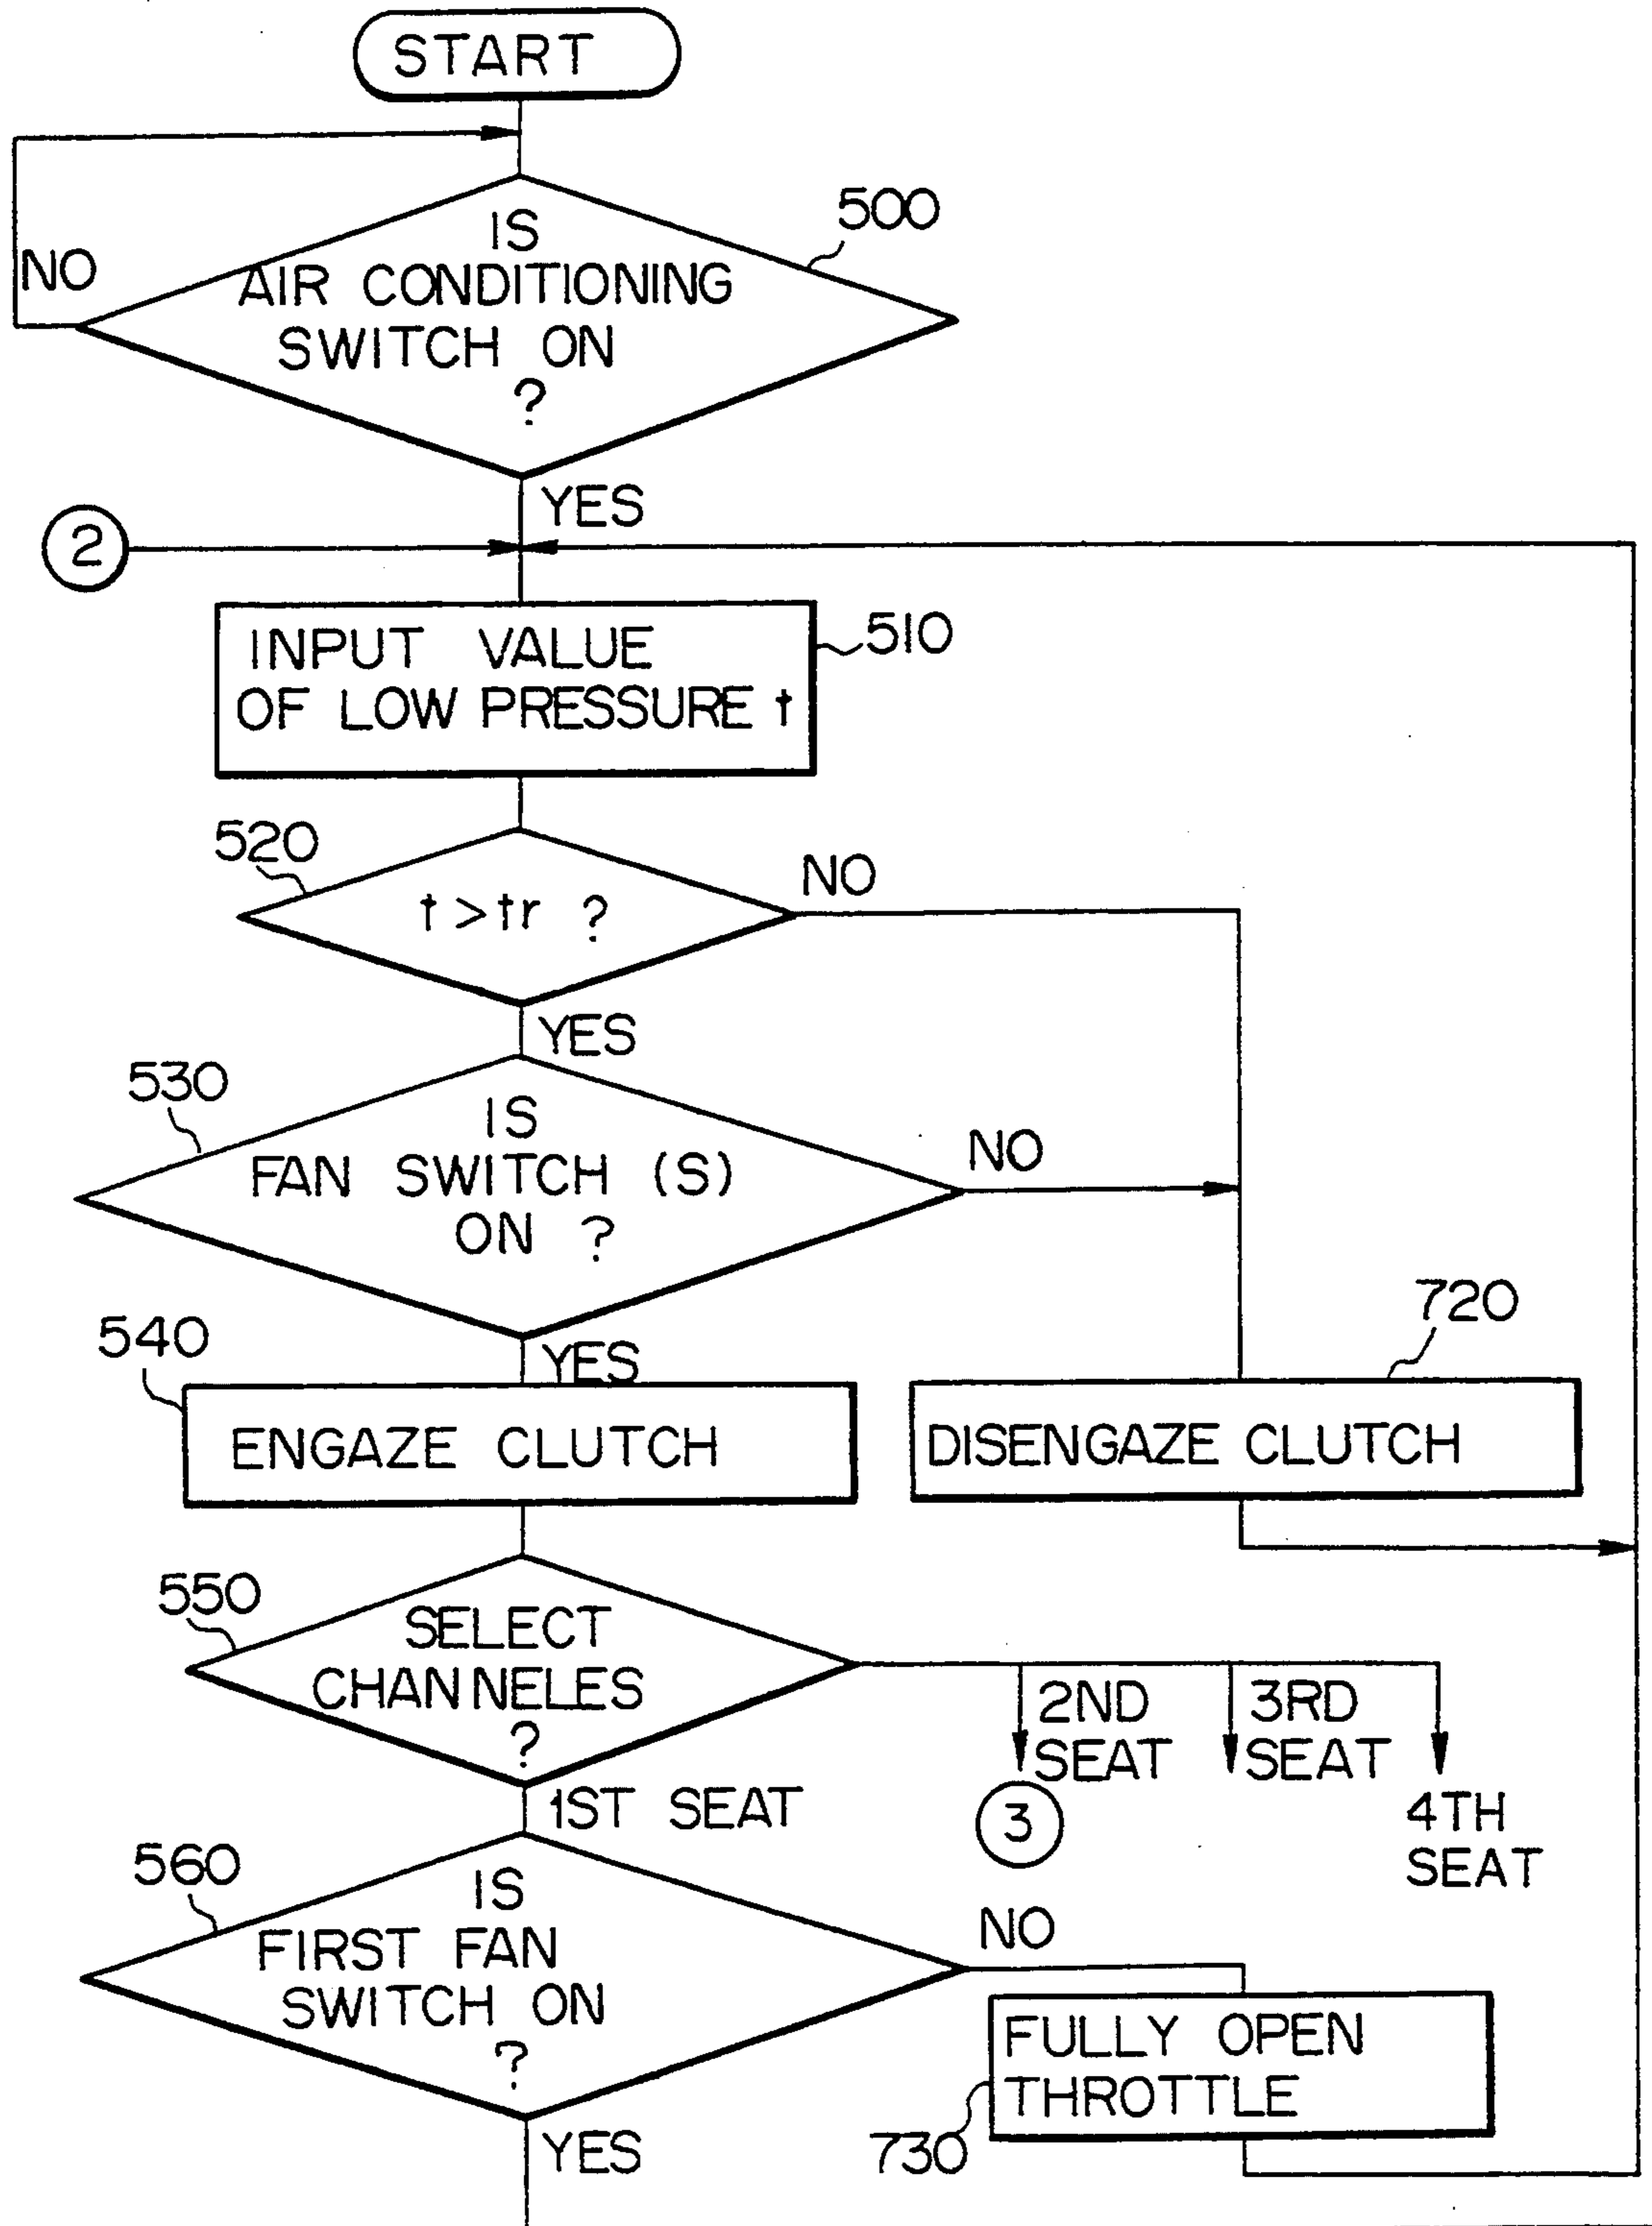 START
IS
AIR CONDITIONING
SWITCH ON
?
500
NO
YES
2
INPUT VALUE
OF LOW PRESSURE t
510
520
t>tr ?
NO
YES
530
IS
FAN SWITCH (S)
ON ?
NO
YES
540
ENGAZE CLUTCH
720
DISENGAZE CLUTCH
550
SELECT
CHANNELES
?
2ND
SEAT
3RD
SEAT
4TH
SEAT
3
1ST SEAT
560
IS
FIRST FAN
SWITCH ON
?
NO
FULLY OPEN
THROTTLE
730
YES